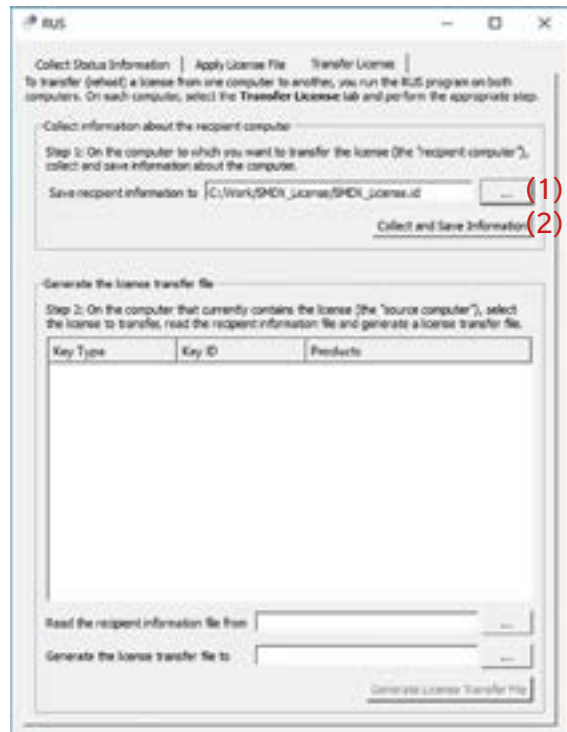 RUS
Collect Status Information
Apply License File
Transfer License
To transfer (rehost) a license from one computer to another, you run the RUS program on both
computers. On each computer, select the Transfer License tab and perform the appropriate step.
Collect information about the recipient computer
Step 1: On the computer to which you want to transfer the license (the "recipient computer"),
collect and save information about the computer.
Save recipient information to C:/Work/SMDX_License/SMDX_License.id ... (1)
Collect and Save Information (2)
Generate the license transfer file
Step 2: On the computer that currently contains the license (the "source computer"), select
the license to transfer, read the recipient information file and generate a license transfer file.
Key Type Key ID Products
Read the recipient information file from ...
Generate the license transfer file to ...
Generate License Transfer File